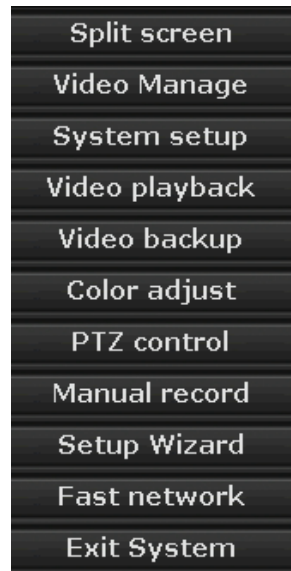 Split screen
Video Manage
System setup
Video playback
Video backup
Color adjust
PTZ control
Manual record
Setup Wizard
Fast network
Exit System